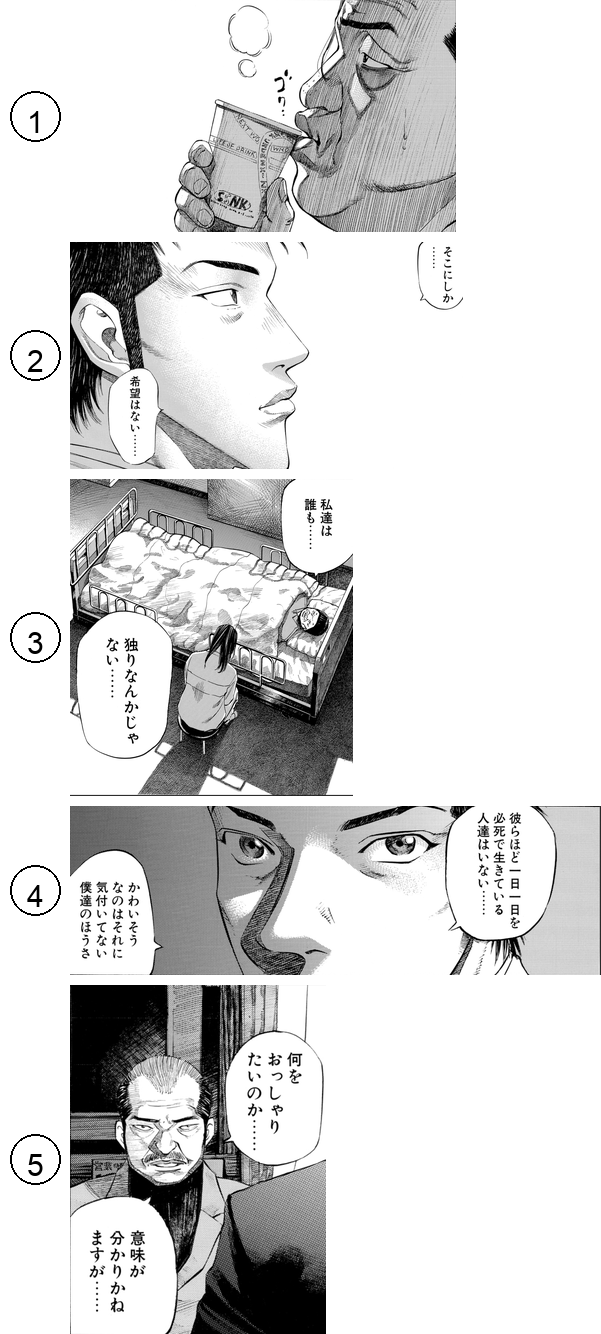 1
ゴク…
SINK
2
そこにしか
……
希望はない……
3
私達は
誰も……
独りなんかじゃ
ない……
4
彼らほど一日一日を
必死で生きている
人達はいない……
かわいそう
なのはそれに
気付いてない
僕達のほうさ
5
何を
おっしゃり
たいのか……
意味が
分かりかね
ますが……